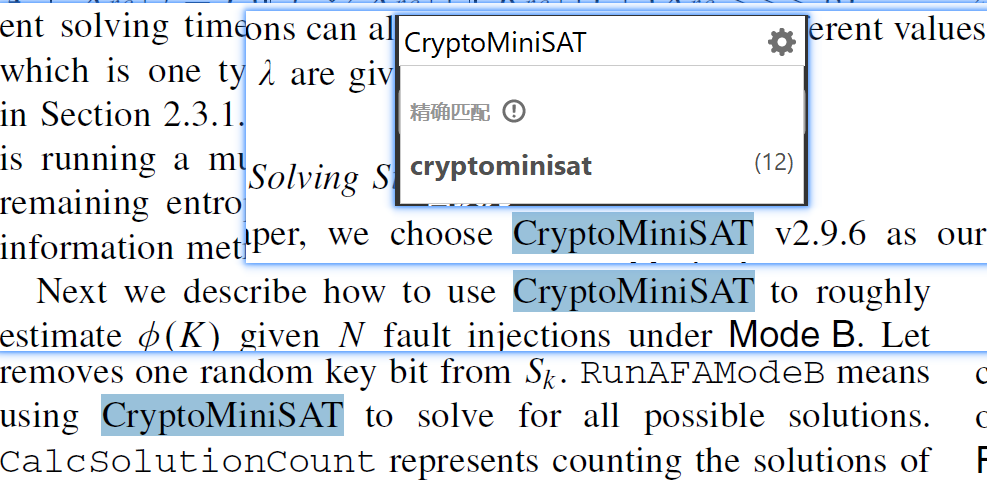 ent solving time
which is one ty
in Section 2.3.1.
is running a mu
remaining entro
information met
ons can al
erent values
λ are giv
CryptoMiniSAT
精确匹配
cryptominisat (12)
Solving S
aper, we choose CryptoMiniSAT v2.9.6 as our
Next we describe how to use CryptoMiniSAT to roughly
estimate ϕ(K) given N fault injections under Mode B. Let
removes one random key bit from Sₖ. RunAFAModeB means
using CryptoMiniSAT to solve for all possible solutions.
CalcSolutionCount represents counting the solutions of